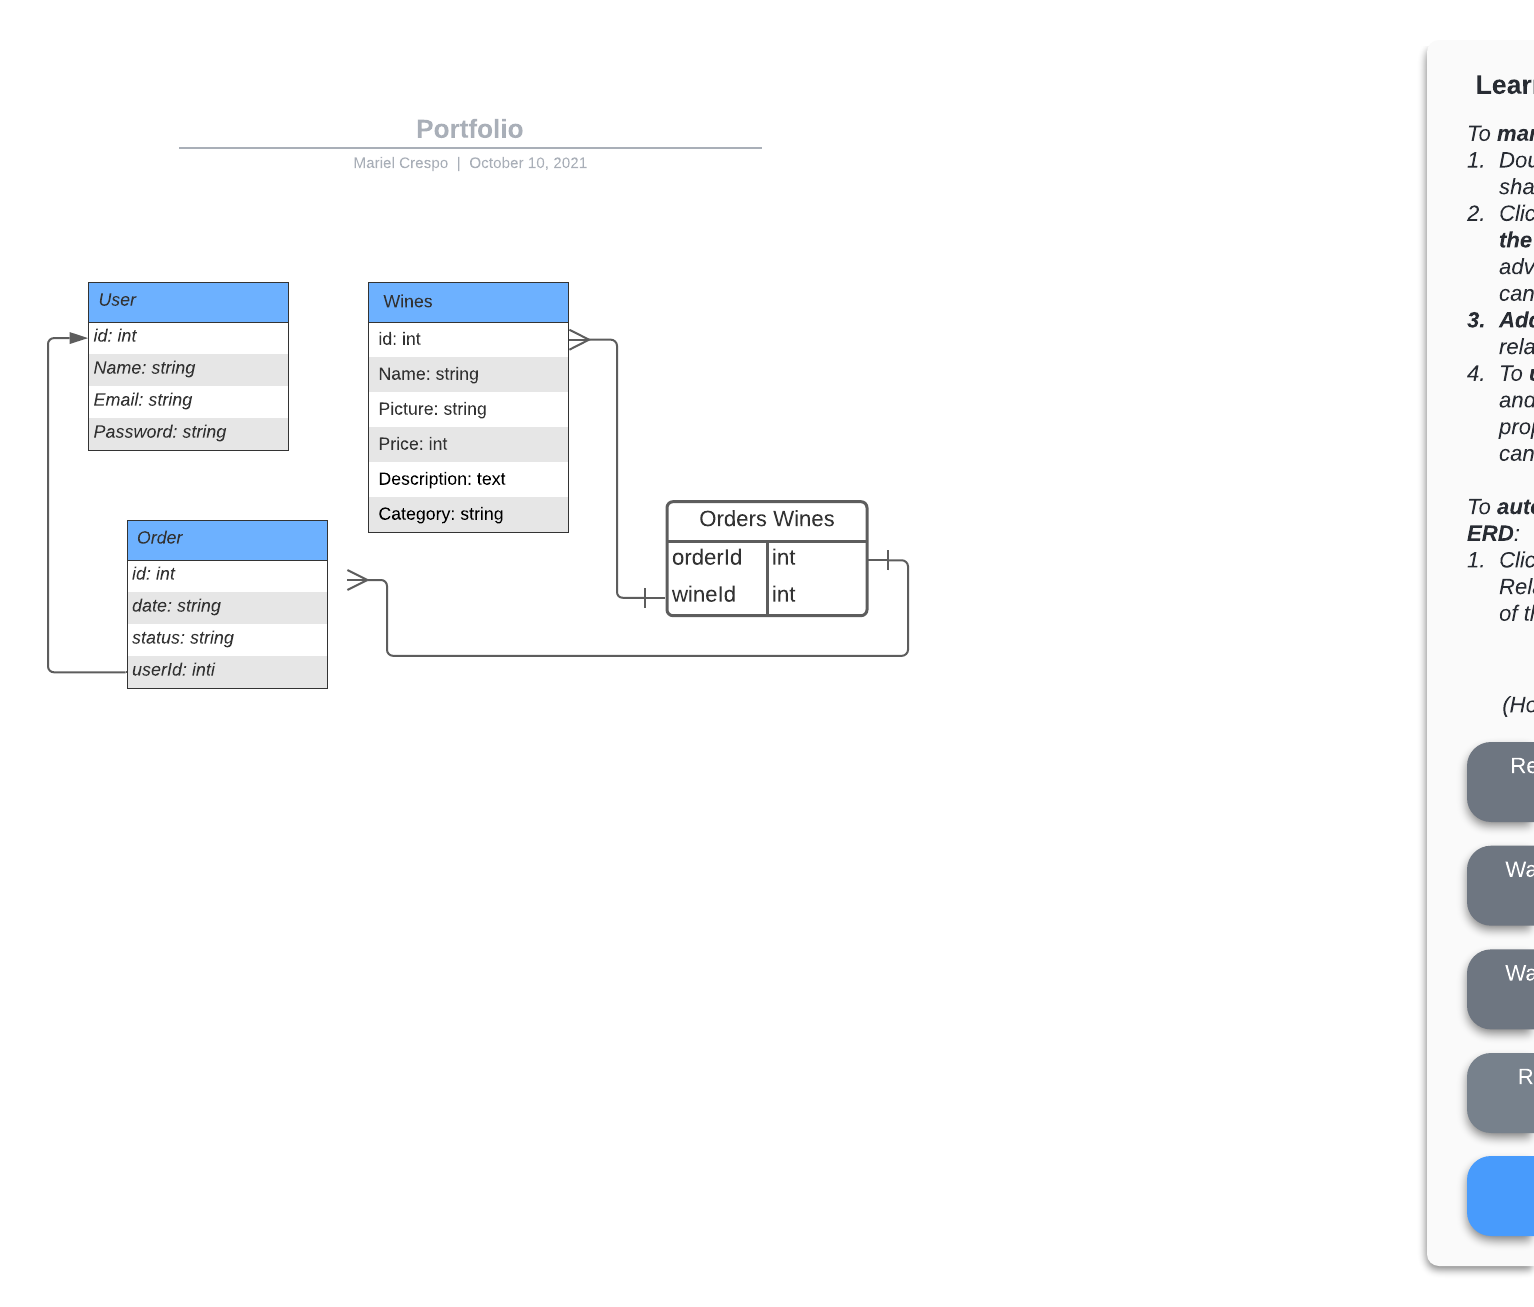 Portfolio
Mariel Crespo | October 10, 2021
User
id: int
Name: string
Email: string
Password: string
Wines
id: int
Name: string
Picture: string
Price: int
Description: text
Category: string
Order
id: int
date: string
status: string
userId: inti
Orders Wines
orderId int
wineId int
Lear
To mar
1. Dou
sha
2. Clic
the
adv
can
3. Add
rela
4. To u
and
prop
can
To auto
ERD:
1. Clic
Rela
of th
(Ho
Re
Wa
Wa
R